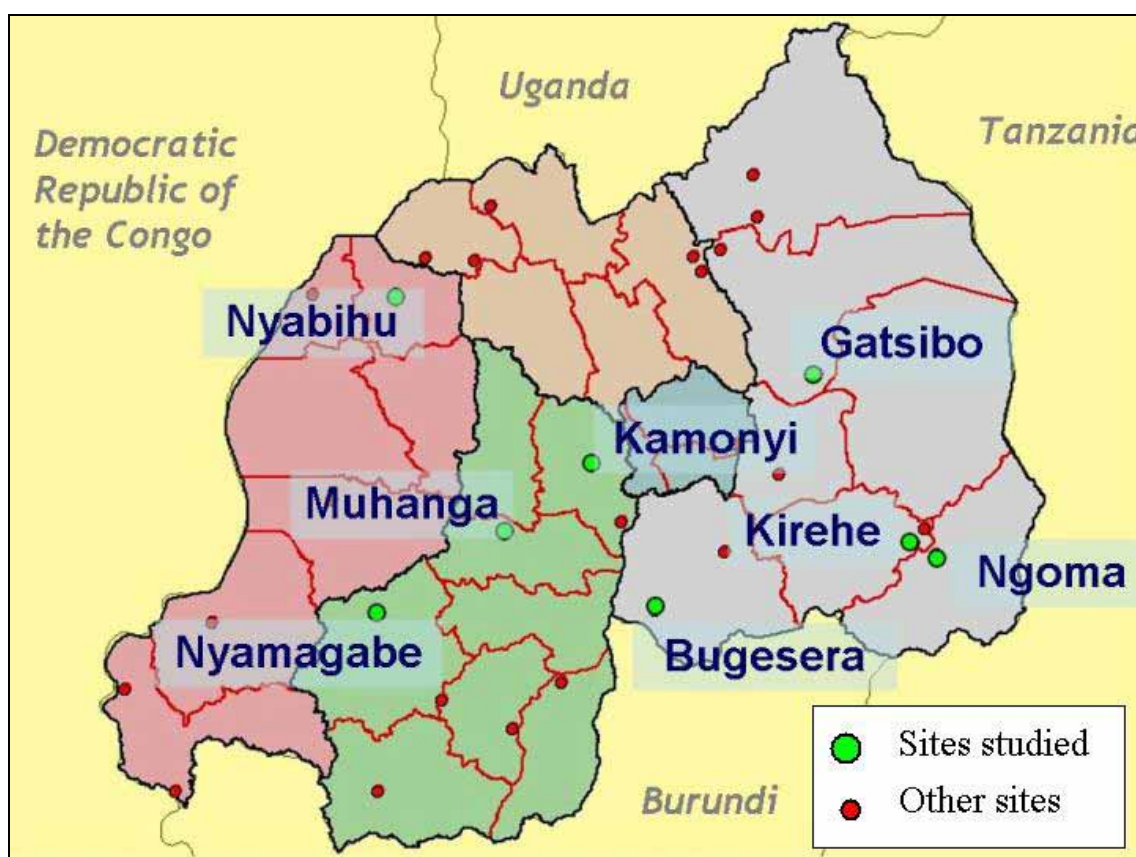 Uganda
Tanzania
Democratic
Republic of
the Congo
Nyabihu
Gatsibo
Kamonyi
Muhanga
Kirehe
Ngoma
Nyamagabe
Bugesera
Burundi
Sites studied
Other sites